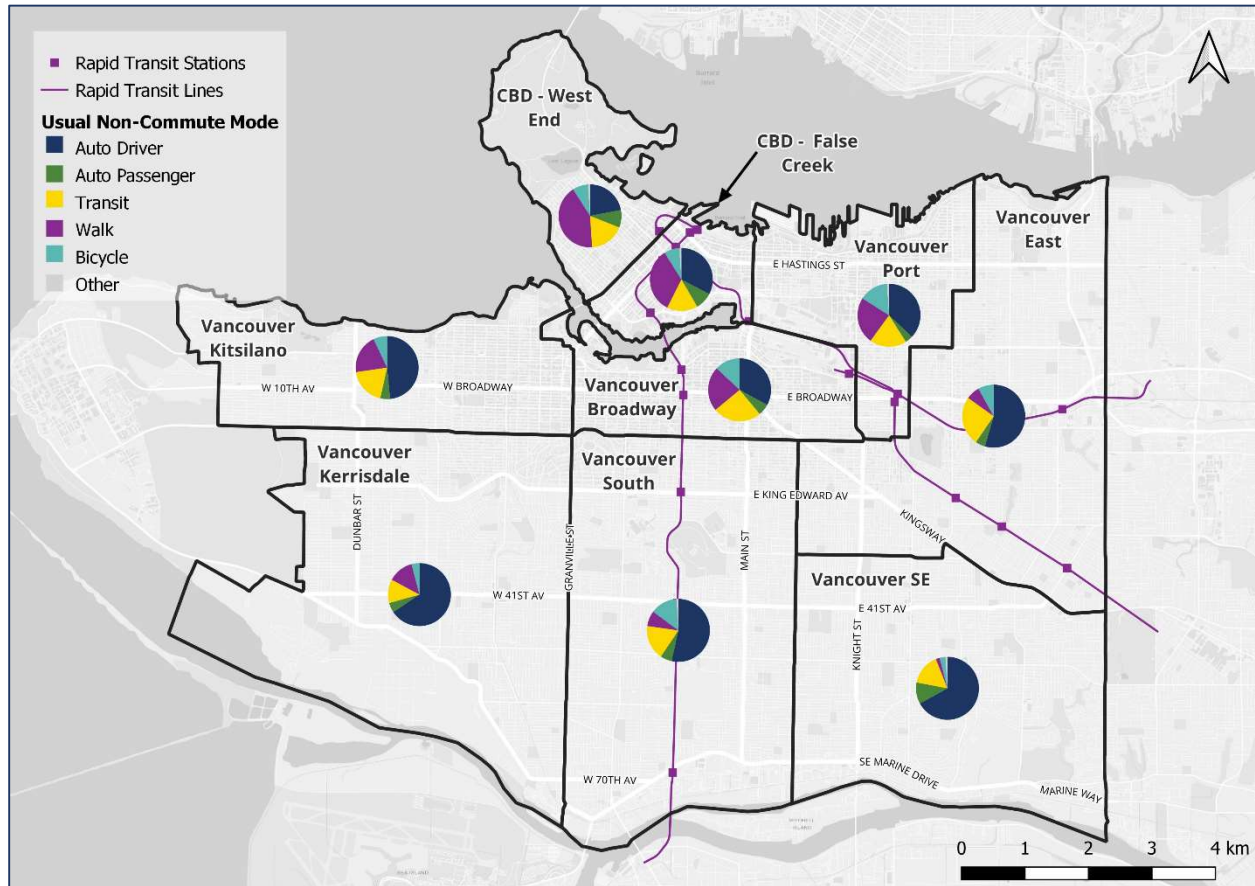 Rapid Transit Stations
Rapid Transit Lines
Usual Non-Commute Mode
Auto Driver
Auto Passenger
Transit
Walk
Bicycle
Other
CBD - West
End
CBD - False
Creek
Vancouver
East
Vancouver
Port
E HASTINGS ST
Vancouver
Kitsilano
W 10TH AV
W BROADWAY
Vancouver
Broadway
E BROADWAY
Vancouver
Kerrisdale
Vancouver
South
DUNBAR ST
GRANVILLE ST
MAIN ST
E KING EDWARD AV
KINGSWAY
Vancouver SE
W 41ST AV
E 41ST AV
KNIGHT ST
W 70TH AV
SE MARINE DRIVE
MARINE WAY
0 1 2 3 4 km